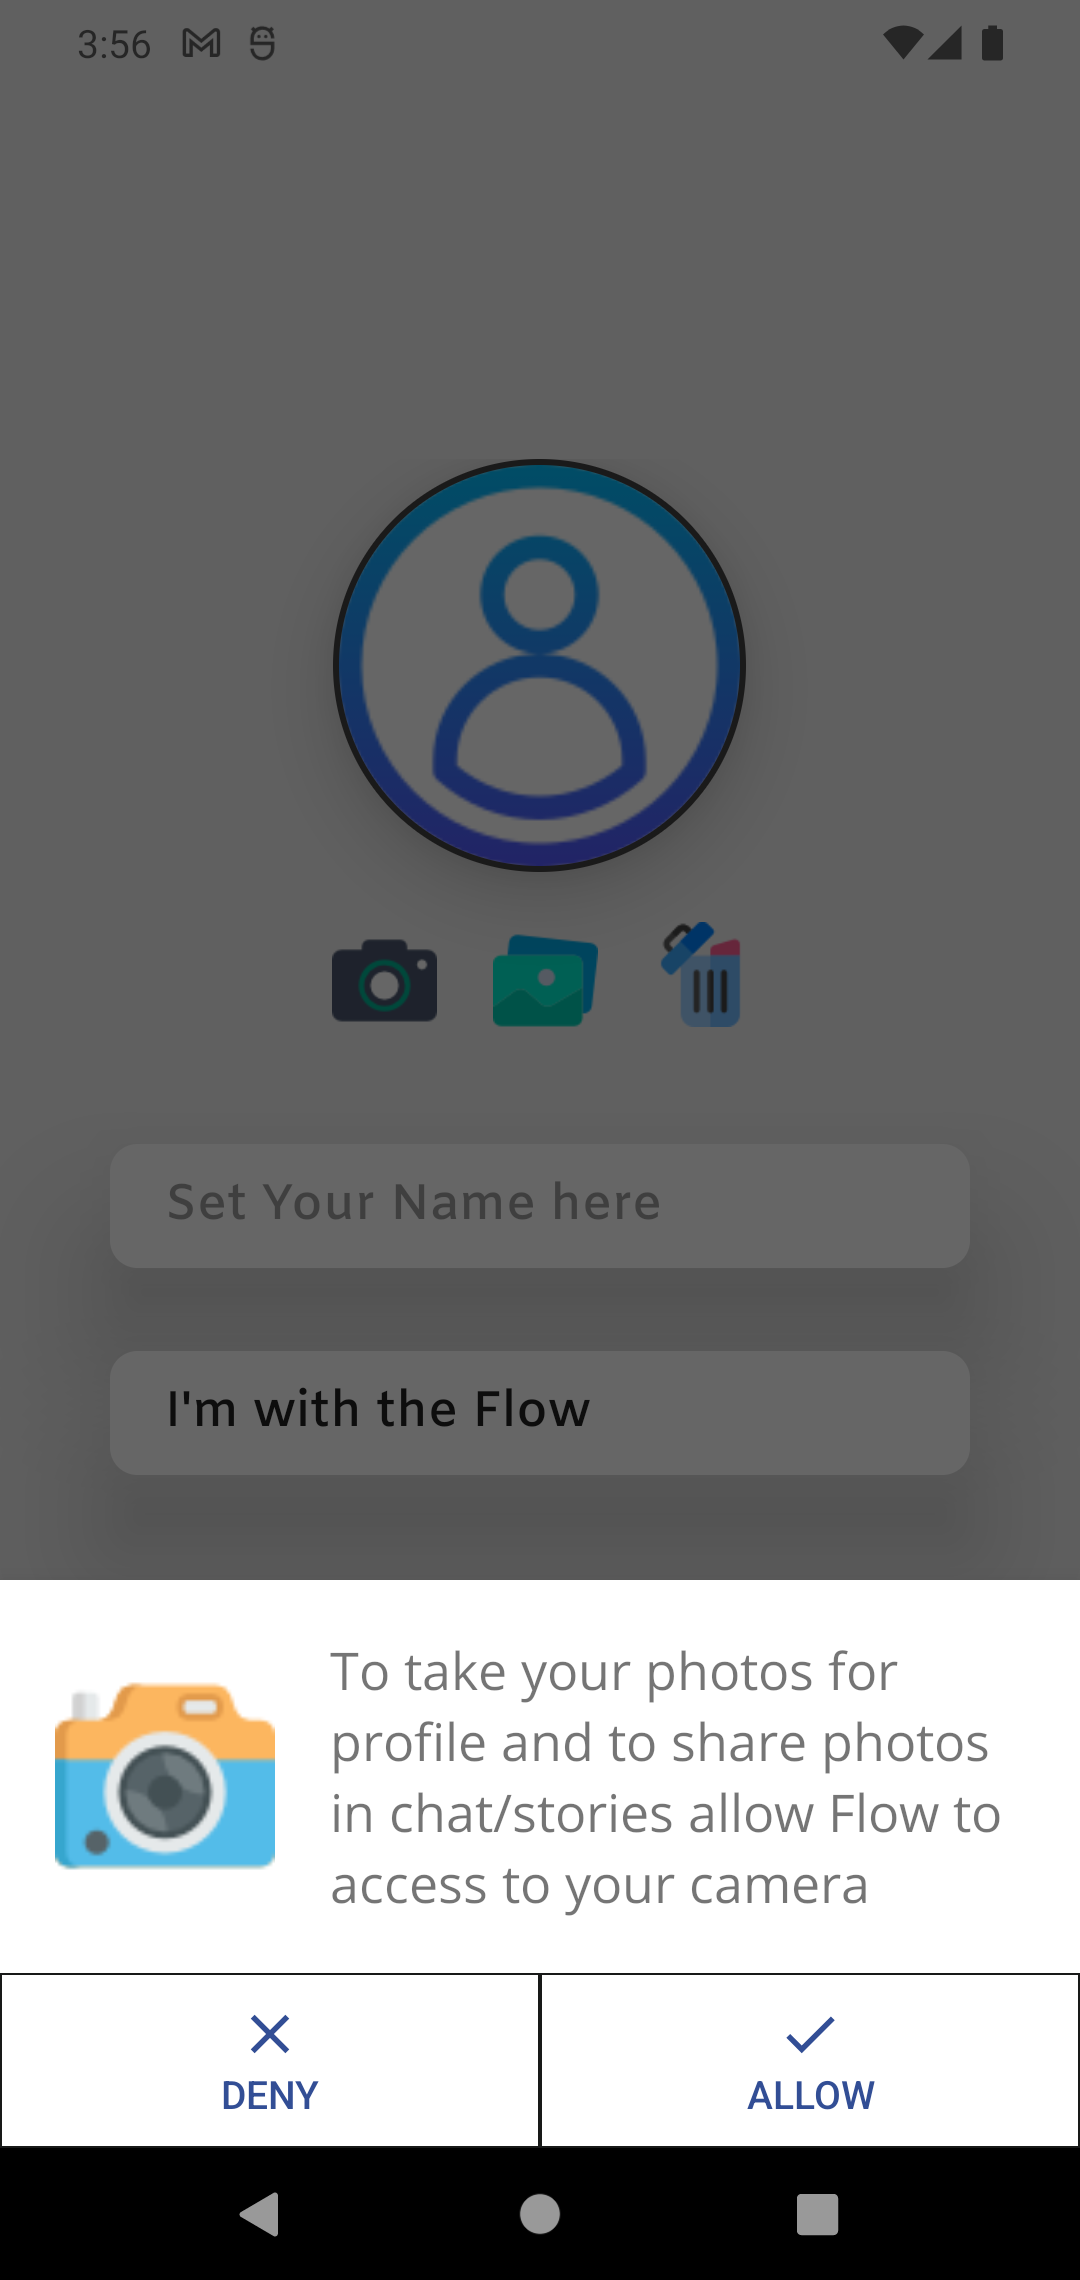 3:56
Set Your Name here
I'm with the Flow
To take your photos for
profile and to share photos
in chat/stories allow Flow to
access to your camera
DENY
ALLOW